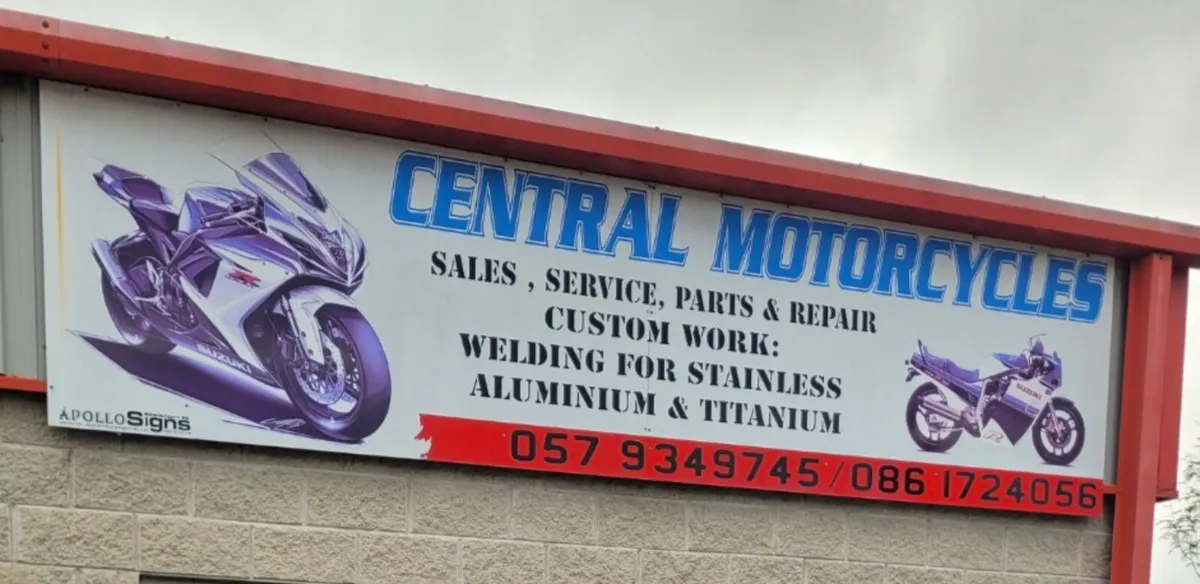 CENTRAL MOTORCYCLES
SALES , SERVICE, PARTS & REPAIR
CUSTOM WORK:
WELDING FOR STAINLESS
ALUMINIUM & TITANIUM
057 9349745/086 1724056
SUZUKI
R
SUZUKI
APOLLO Signs